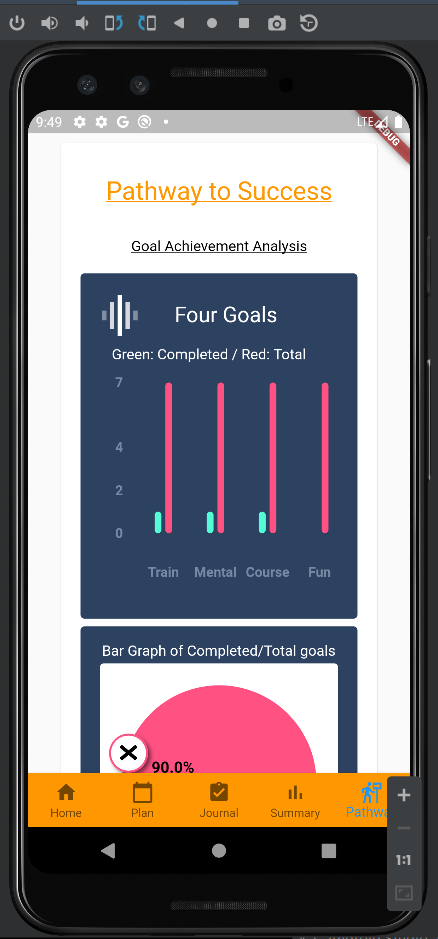 9:49
LTE
DEBUG
Pathway to Success
Goal Achievement Analysis
Four Goals
Green: Completed / Red: Total
7
4
2
0
Train Mental Course Fun
Bar Graph of Completed/Total goals
90.0%
Home Plan Journal Summary Pathwa
1:1